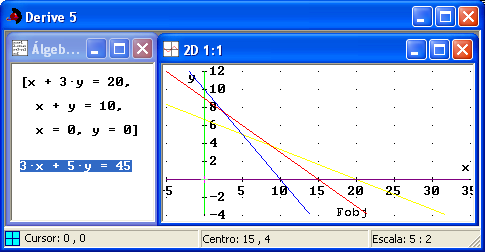 Derive 5
Álgeb...
2D 1:1
[x + 3·y = 20,
x + y = 10,
x = 0, y = 0]
3·x + 5·y = 45
y
12
10
8
6
4
2
x
-5
5
10
15
20
25
30
35
-2
-4
Fobj
Cursor: 0 , 0
Centro: 15 , 4
Escala: 5 : 2